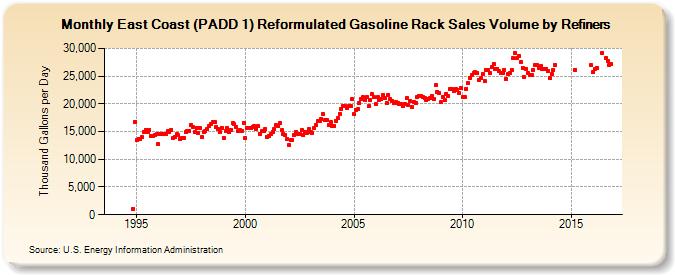 Monthly East Coast (PADD 1) Reformulated Gasoline Rack Sales Volume by Refiners
Thousand Gallons per Day
30,000
25,000
20,000
15,000
10,000
5,000
0
1995 2000 2005 2010 2015
Source: U.S. Energy Information Administration